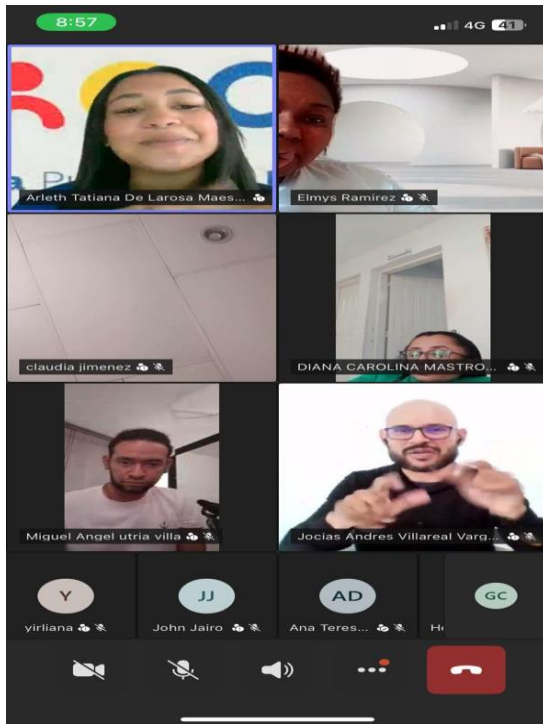 8:57
4G 41
Arleth Tatiana De Larosa Maes...
Elmys Ramirez
claudia jimenez
DIANA CAROLINA MASTRO...
Miguel Angel utria villa
Jocias Andres Villareal Varg...
Y
JJ
AD
GC
yirliana
John Jairo
Ana Teres...